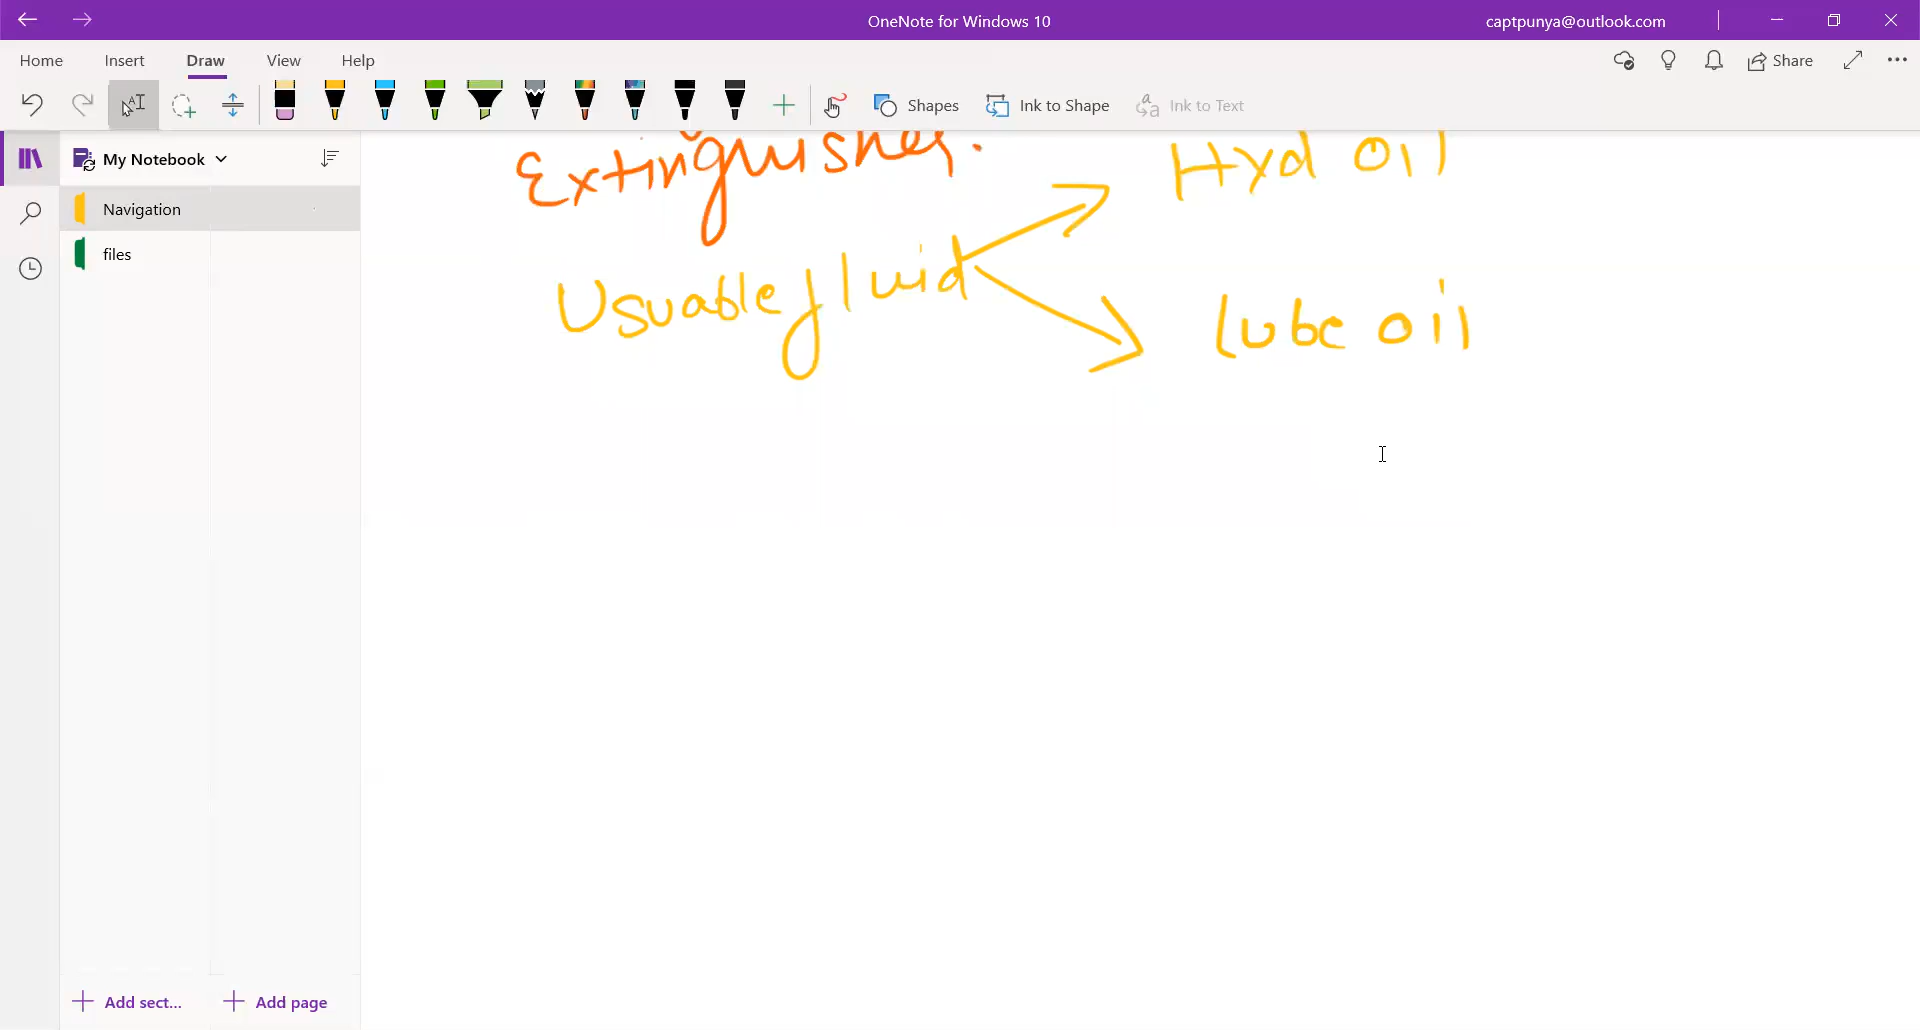 OneNote for Windows 10
captpunya@outlook.com
Home Insert Draw View Help
Share
Shapes Ink to Shape Ink to Text
My Notebook
Navigation
files
Extinguisher. Hyd oil
Usuable fluid
lube oil
Add sect... Add page